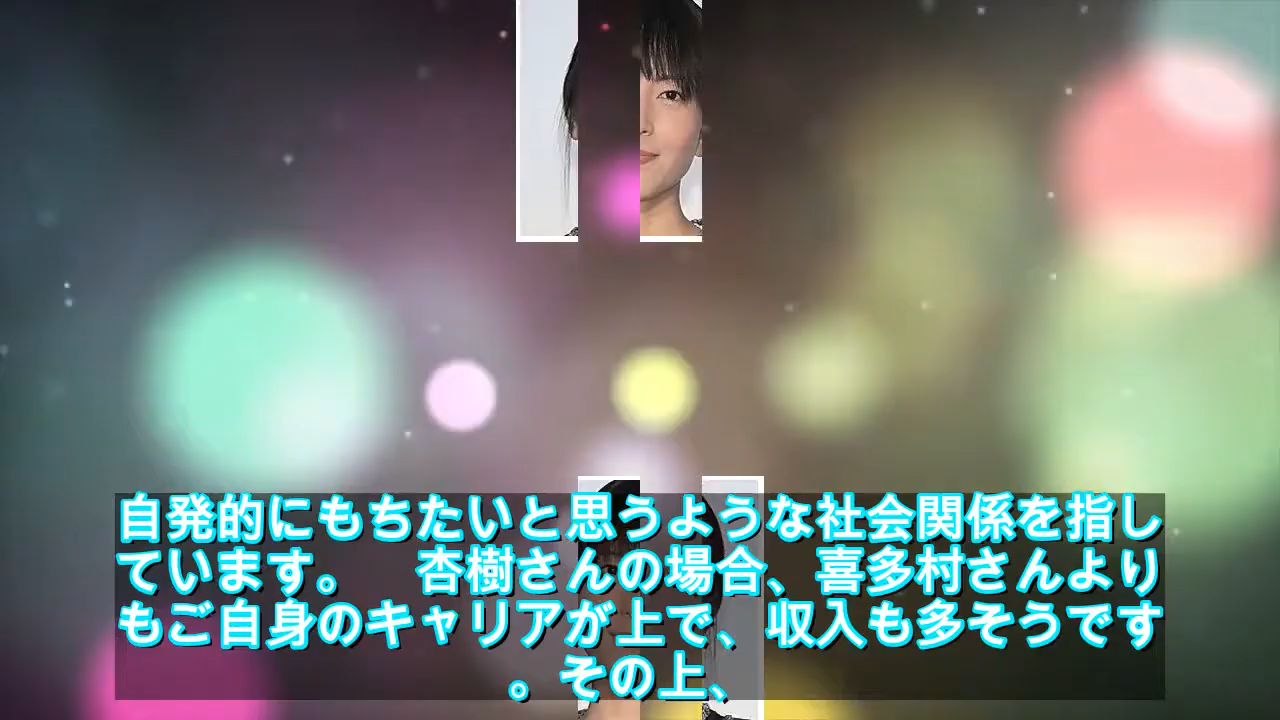 自発的にもちたいと思うような社会関係を指し
ています。　杏樹さんの場合、喜多村さんより
もご自身のキャリアが上で、収入も多そうです
。その上、